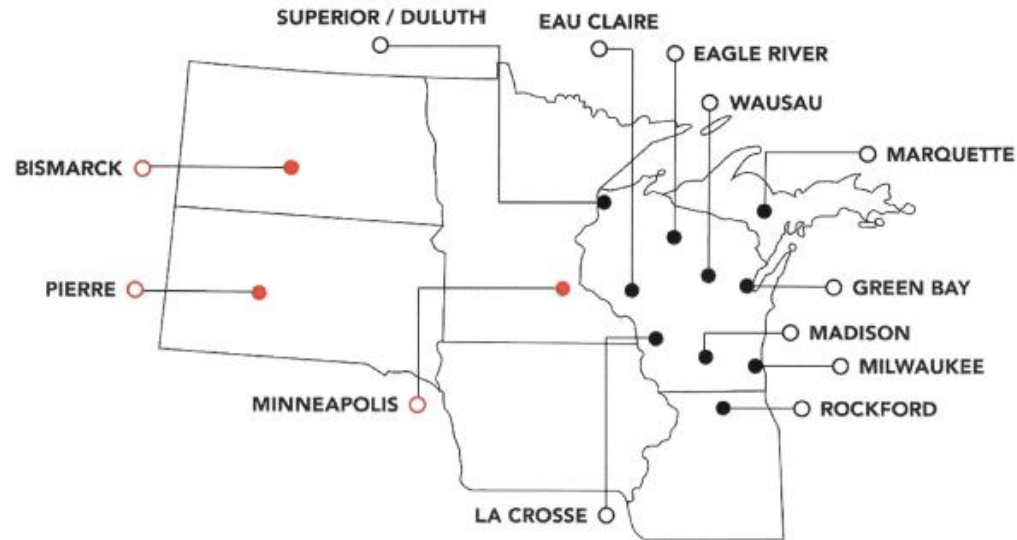 SUPERIOR / DULUTH
EAU CLAIRE
EAGLE RIVER
WAUSAU
BISMARCK
MARQUETTE
PIERRE
GREEN BAY
MADISON
MILWAUKEE
MINNEAPOLIS
ROCKFORD
LA CROSSE